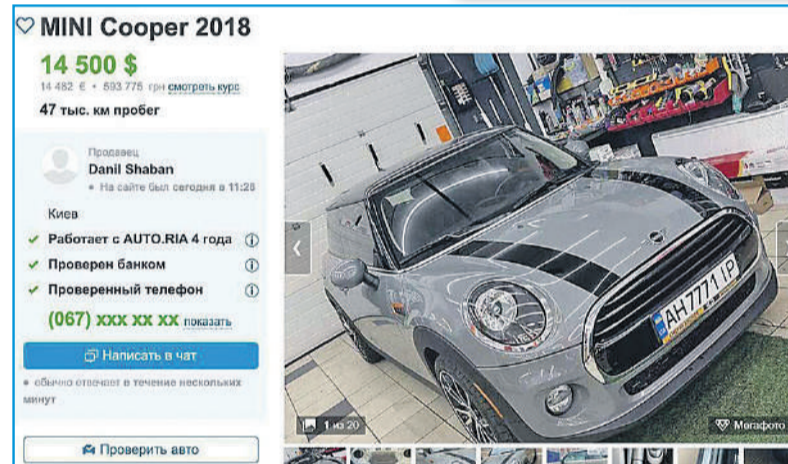 MINI Cooper 2018
14 500 $
14 482 € • 593 775 грн смотреть курс
47 тыс. км пробег
Продавец
Danil Shaban
На сайте был сегодня в 11:28
Киев
Работает с AUTO.RIA 4 года
Проверен банком
Проверенный телефон
(067) xxx xx xx показать
Написать в чат
обычно отвечает в течение нескольких
минут
Проверить авто
AH7771IP
1 из 20
Мегафото